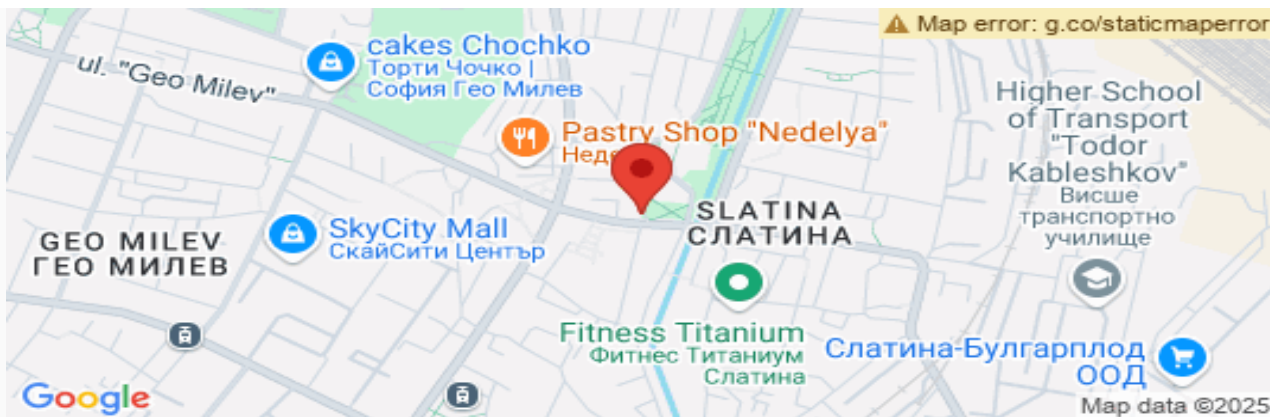 Map error: g.co/staticmaperror
cakes Chochko
Торти Чочко |
София Гео Милев
ul. "Geo Milev"
Higher School
of Transport
"Todor
Kableshkov"
Висше
транспортно
училище
Pastry Shop "Nedelya"
SLATINA
СЛАТИНА
SkyCity Mall
СкайСити Център
GEO MILEV
ГЕО МИЛЕВ
Fitness Titanium
Фитнес Титаниум
Слатина
Слатина-Булгарплод
ООД
Google
Map data ©2025